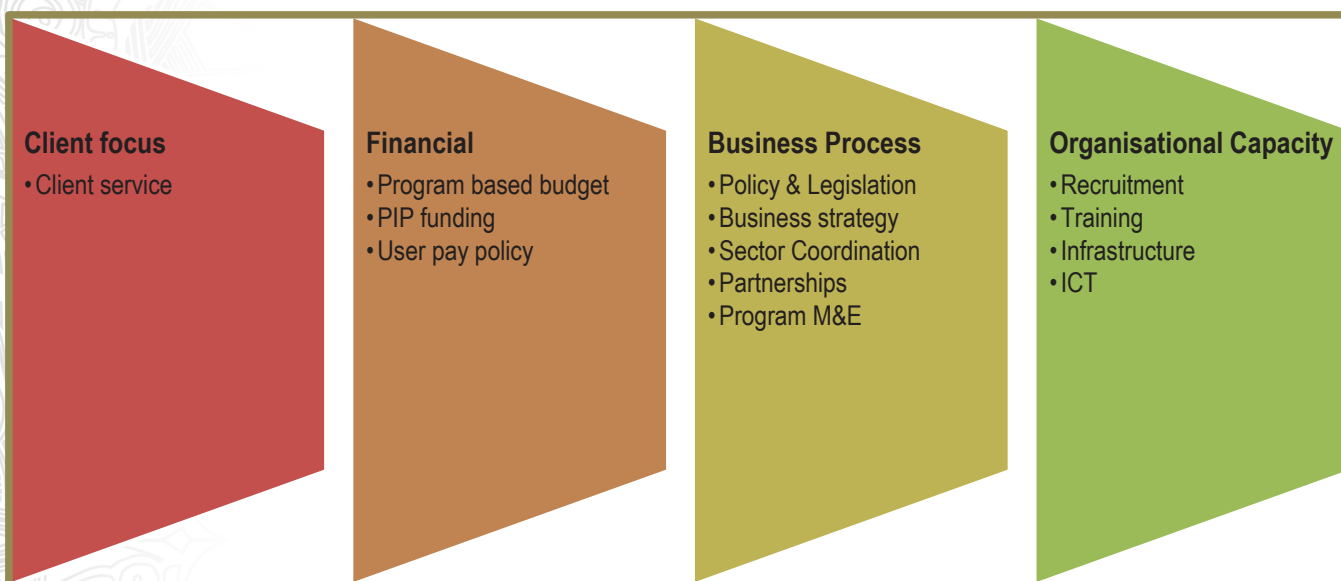 Client focus
• Client service
Financial
• Program based budget
• PIP funding
• User pay policy
Business Process
• Policy & Legislation
• Business strategy
• Sector Coordination
• Partnerships
• Program M&E
Organisational Capacity
• Recruitment
• Training
• Infrastructure
• ICT